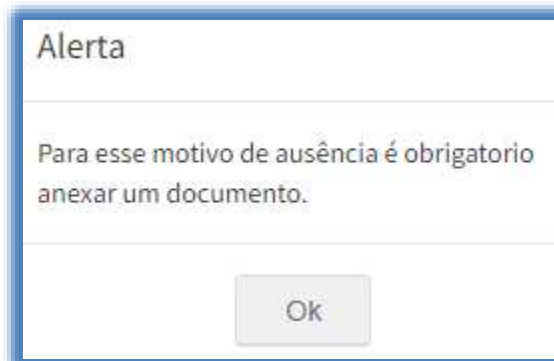 Alerta
Para esse motivo de ausência é obrigatorio
anexar um documento.
Ok